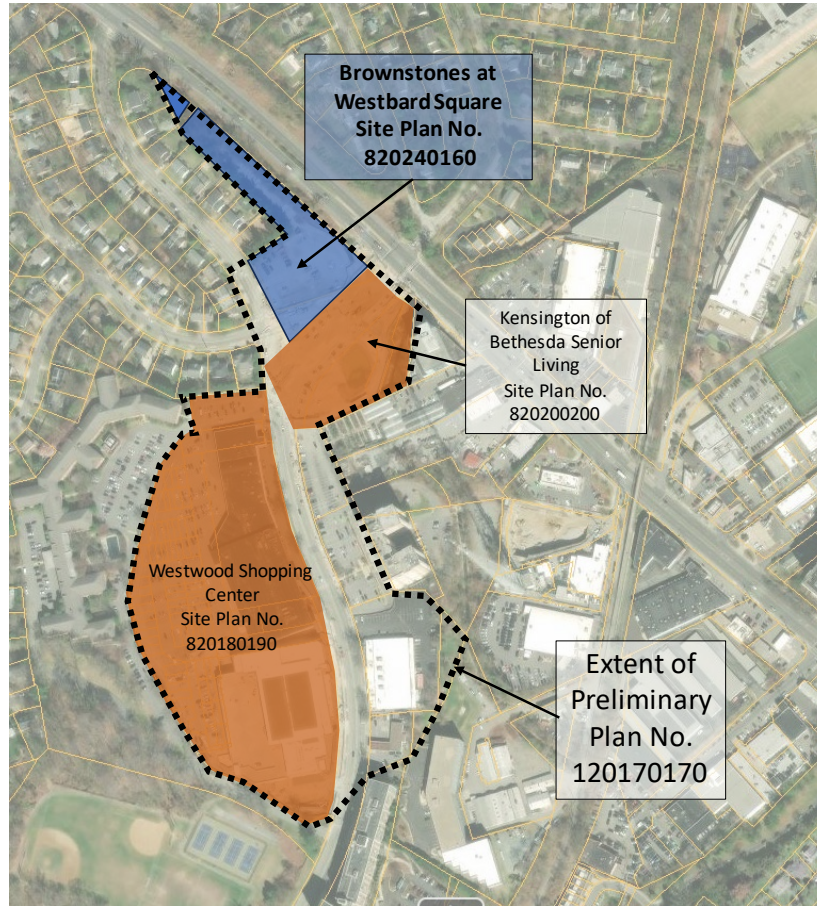 Brownstones at
Westbard Square
Site Plan No.
820240160
Kensington of
Bethesda Senior
Living
Site Plan No.
820200200
Westwood Shopping
Center
Site Plan No.
820180190
Extent of
Preliminary
Plan No.
120170170